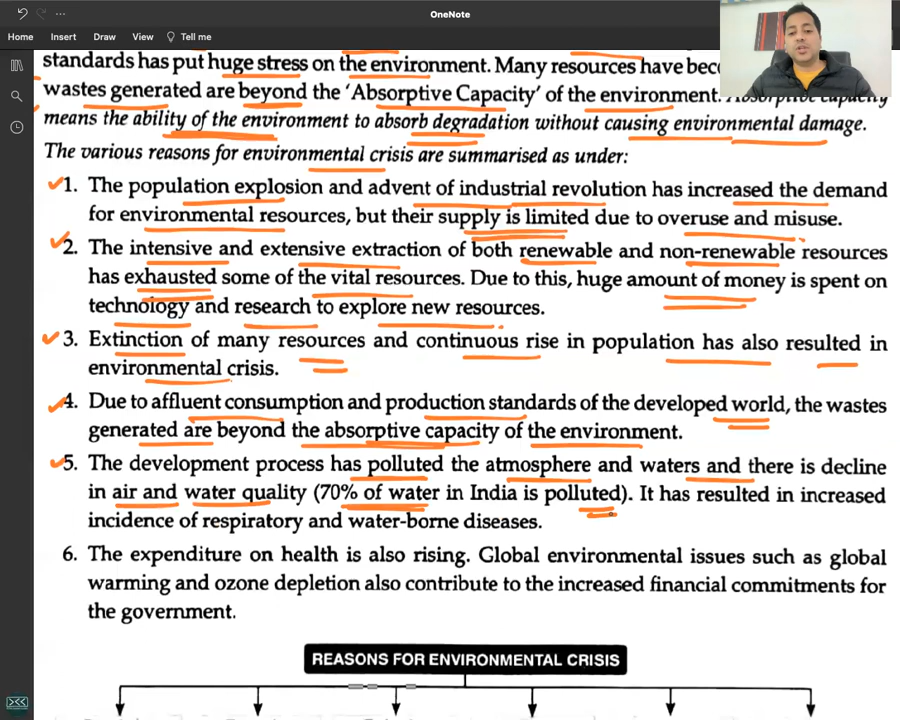 OneNote
Home Insert Draw View Tell me
standards has put huge stress on the environment. Many resources have bec
wastes generated are beyond the 'Absorptive Capacity' of the environment.
means the ability of the environment to absorb degradation without causing environmental damage.
The various reasons for environmental crisis are summarised as under:
1. The population explosion and advent of industrial revolution has increased the demand
for environmental resources, but their supply is limited due to overuse and misuse.
2. The intensive and extensive extraction of both renewable and non-renewable resources
has exhausted some of the vital resources. Due to this, huge amount of money is spent on
technology and research to explore new resources.
3. Extinction of many resources and continuous rise in population has also resulted in
environmental crisis.
4. Due to affluent consumption and production standards of the developed world, the wastes
generated are beyond the absorptive capacity of the environment.
5. The development process has polluted the atmosphere and waters and there is decline
in air and water quality (70% of water in India is polluted). It has resulted in increased
incidence of respiratory and water-borne diseases.
6. The expenditure on health is also rising. Global environmental issues such as global
warming and ozone depletion also contribute to the increased financial commitments for
the government.
REASONS FOR ENVIRONMENTAL CRISIS